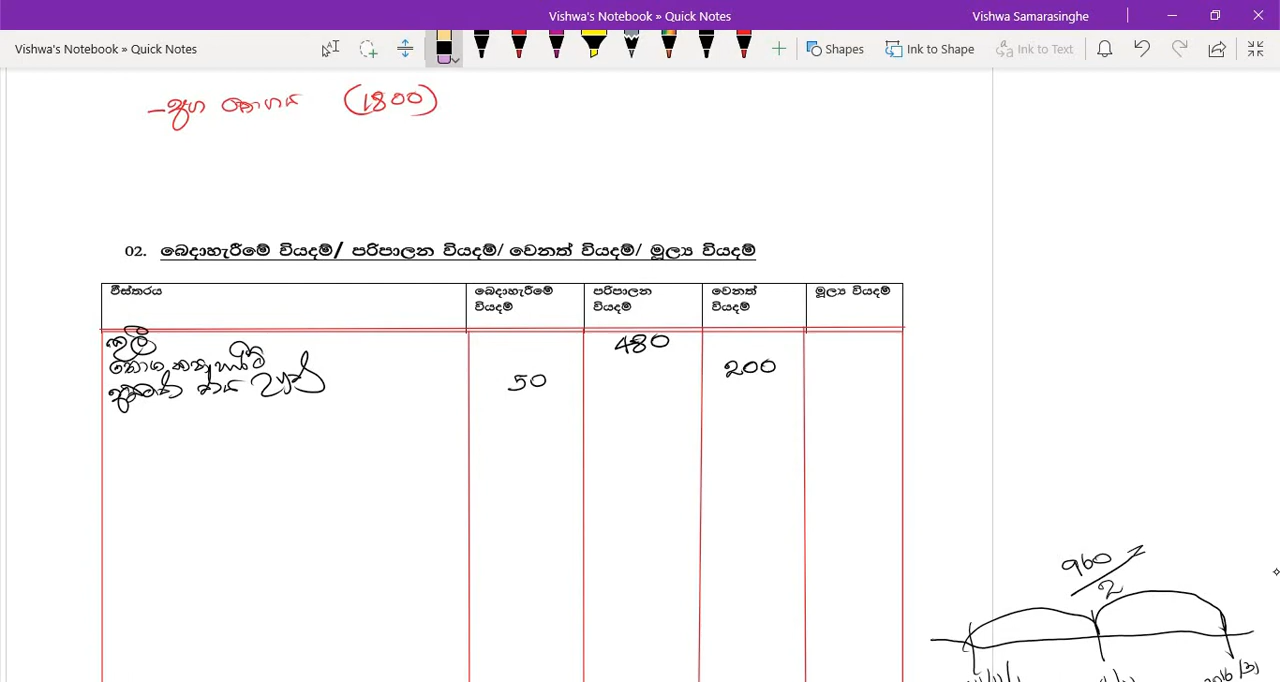 Vishwa's Notebook » Quick Notes
Vishwa Samarasinghe
Vishwa's Notebook » Quick Notes
Shapes
Ink to Shape
Ink to Text
(1800)
02. බෙදාහැරීමේ වියදම්/ පරිපාලන වියදම්/ වෙනත් වියදම්/ මූල්‍ය වියදම්
වීස්තරය බෙදාහැරීමේ වියදම් පරිපාලන වියදම් වෙනත් වියදම් මූල්‍ය වියදම්
කුලී 480
200
50
960
2